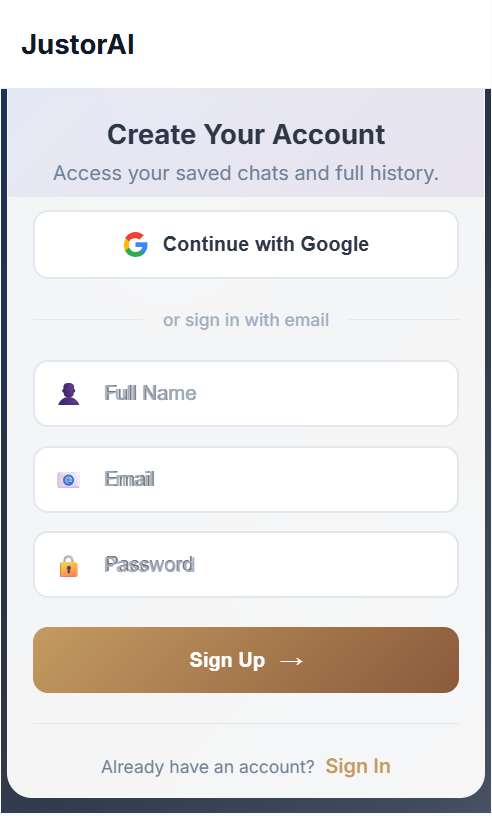 JustorAI
Create Your Account
Access your saved chats and full history.
Continue with Google
or sign in with email
Full Name
Email
Password
Sign Up →
Already have an account? Sign In